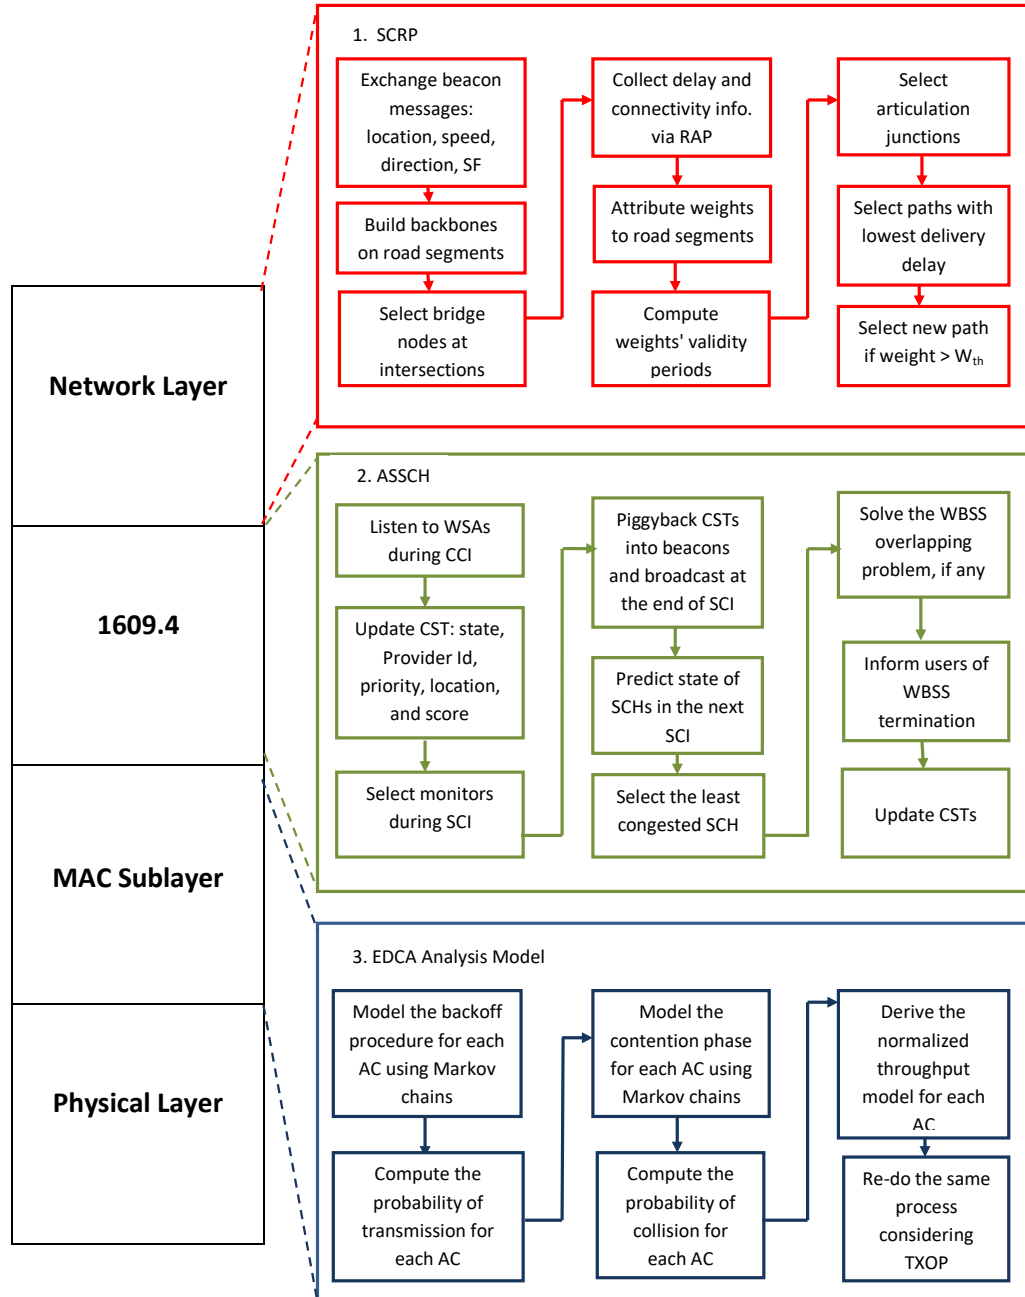 Network Layer
1609.4
MAC Sublayer
Physical Layer
1. SCRP
Exchange beacon
messages:
location, speed,
direction, SF
Build backbones
on road segments
Select bridge
nodes at
intersections
Collect delay and
connectivity info.
via RAP
Attribute weights
to road segments
Compute
weights' validity
periods
Select
articulation
junctions
Select paths with
lowest delivery
delay
Select new path
if weight > Wth
2. ASSCH
Listen to WSAs
during CCI
Update CST: state,
Provider Id,
priority, location,
and score
Select monitors
during SCI
Piggyback CSTs
into beacons
and broadcast at
the end of SCI
Predict state of
SCHs in the next
SCI
Select the least
congested SCH
Solve the WBSS
overlapping
problem, if any
Inform users of
WBSS
termination
Update CSTs
3. EDCA Analysis Model
Model the backoff
procedure for each
AC using Markov
chains
Compute the
probability of
transmission for
each AC
Model the
contention phase
for each AC using
Markov chains
Compute the
probability of
collision for
each AC
Derive the
normalized
throughput
model for each
AC
Re-do the same
process
considering
TXOP